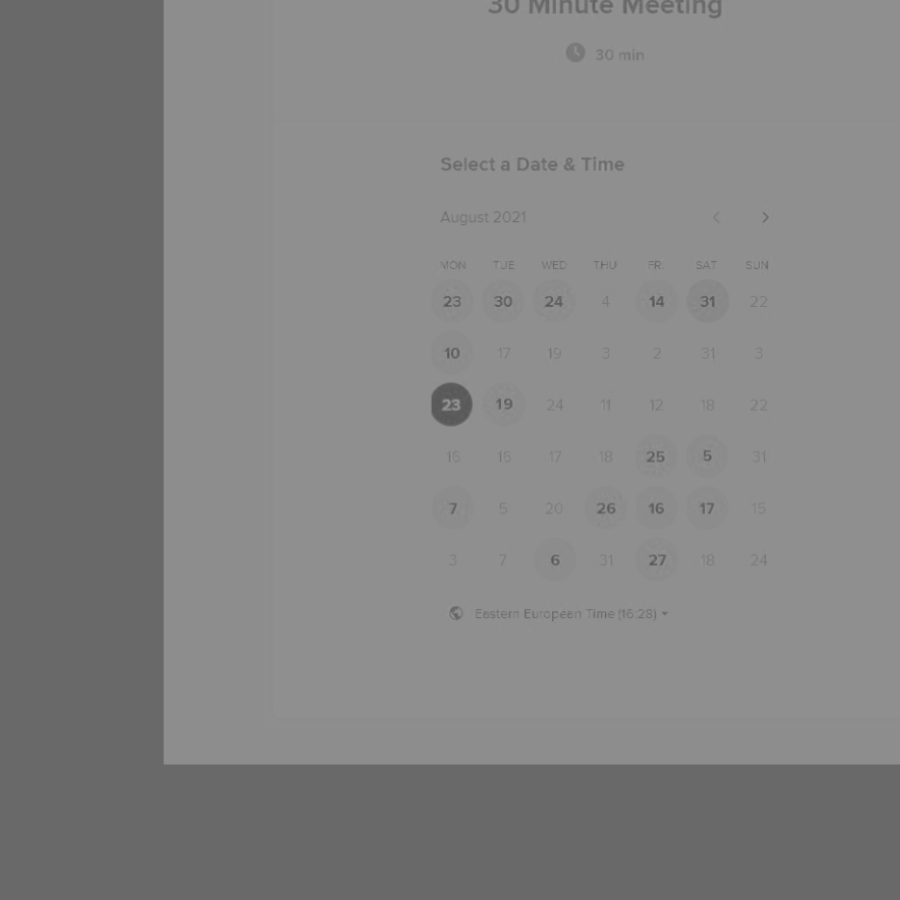 30 Minute Meeting
30 min
Select a Date & Time
August 2021
MON TUE WED THU FRI SAT SUN
23 30 24 4 14 31 22
10 17 19 3 2 31 3
23 19 24 11 12 18 22
15 15 17 18 25 5 31
7 5 20 26 16 17 15
3 7 6 31 27 18 24
Eastern European Time (16:28)